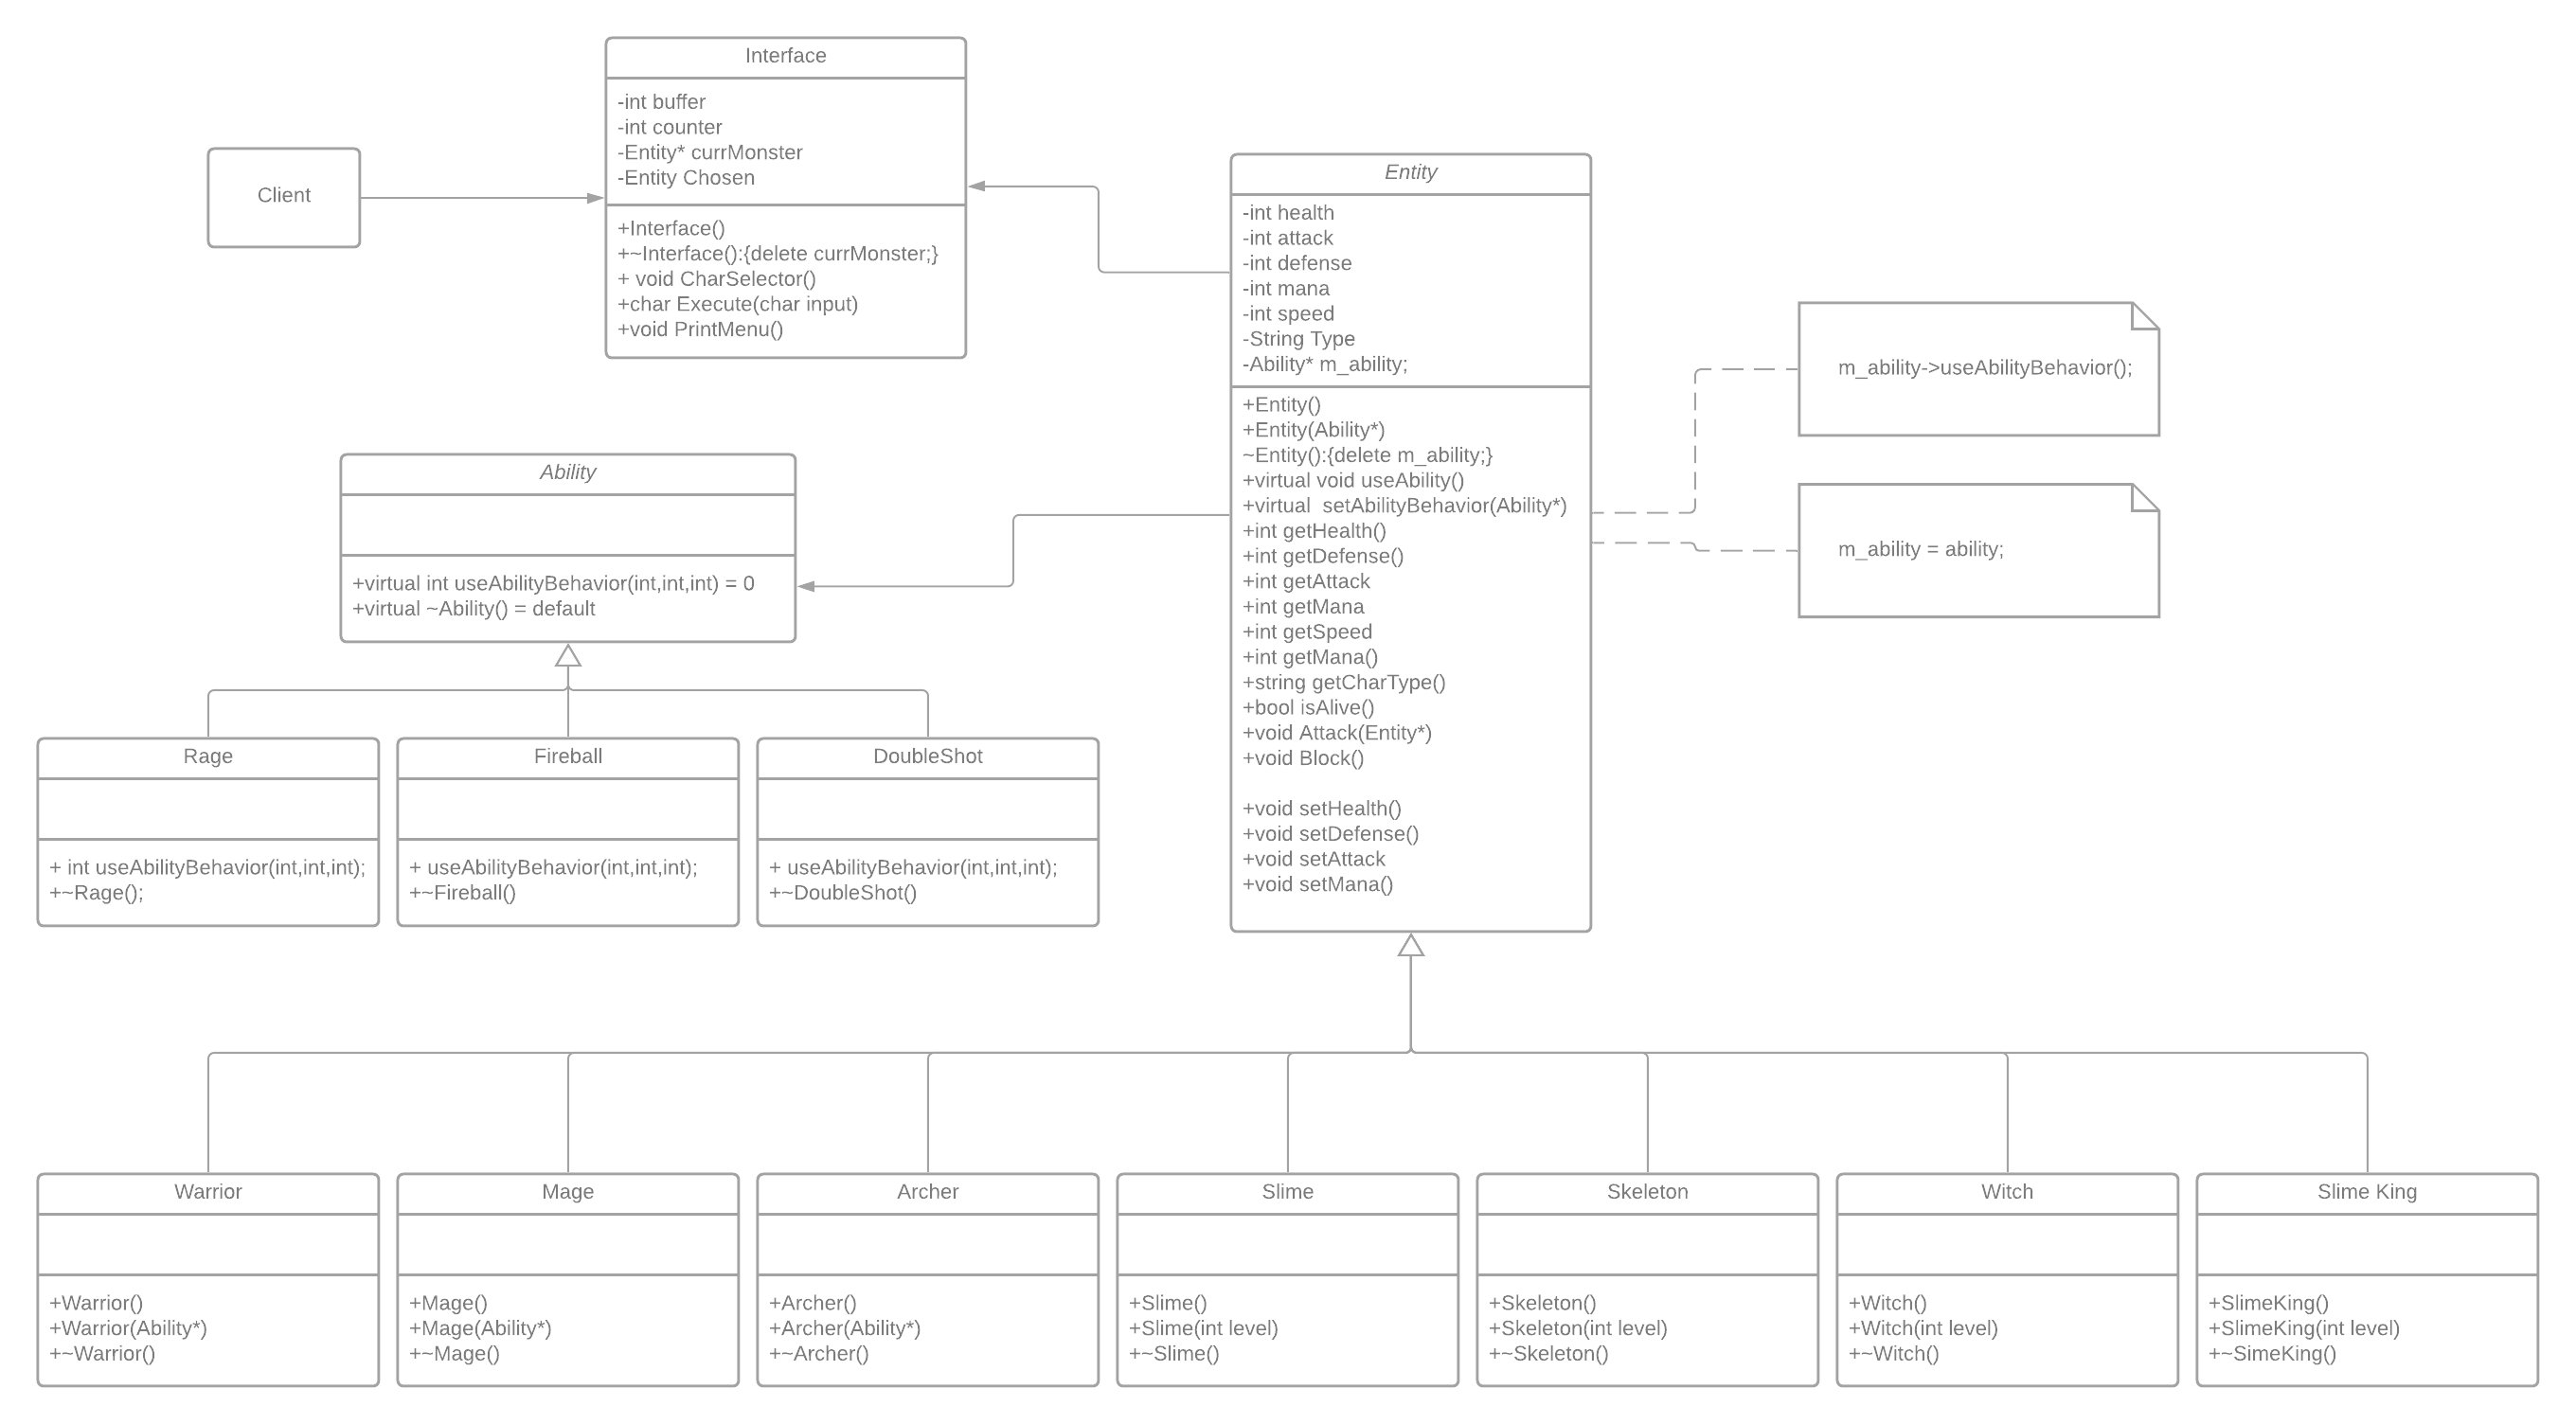 Interface
-int buffer
-int counter
-Entity* currMonster
-Entity Chosen
+Interface()
+~Interface():{delete currMonster;}
+ void CharSelector()
+char Execute(char input)
+void PrintMenu()
Client
Entity
-int health
-int attack
-int defense
-int mana
-int speed
-String Type
-Ability* m_ability;
+Entity()
+Entity(Ability*)
~Entity():{delete m_ability;}
+virtual void useAbility()
+virtual  setAbilityBehavior(Ability*)
+int getHealth()
+int getDefense()
+int getAttack
+int getMana
+int getSpeed
+int getMana()
+string getCharType()
+bool isAlive()
+void Attack(Entity*)
+void Block()
+void setHealth()
+void setDefense()
+void setAttack
+void setMana()
m_ability->useAbilityBehavior();
m_ability = ability;
Ability
+virtual int useAbilityBehavior(int,int,int) = 0
+virtual ~Ability() = default
Rage
+ int useAbilityBehavior(int,int,int);
+~Rage();
Fireball
+ useAbilityBehavior(int,int,int);
+~Fireball()
DoubleShot
+ useAbilityBehavior(int,int,int);
+~DoubleShot()
Warrior
+Warrior()
+Warrior(Ability*)
+~Warrior()
Mage
+Mage()
+Mage(Ability*)
+~Mage()
Archer
+Archer()
+Archer(Ability*)
+~Archer()
Slime
+Slime()
+Slime(int level)
+~Slime()
Skeleton
+Skeleton()
+Skeleton(int level)
+~Skeleton()
Witch
+Witch()
+Witch(int level)
+~Witch()
Slime King
+SlimeKing()
+SlimeKing(int level)
+~SimeKing()